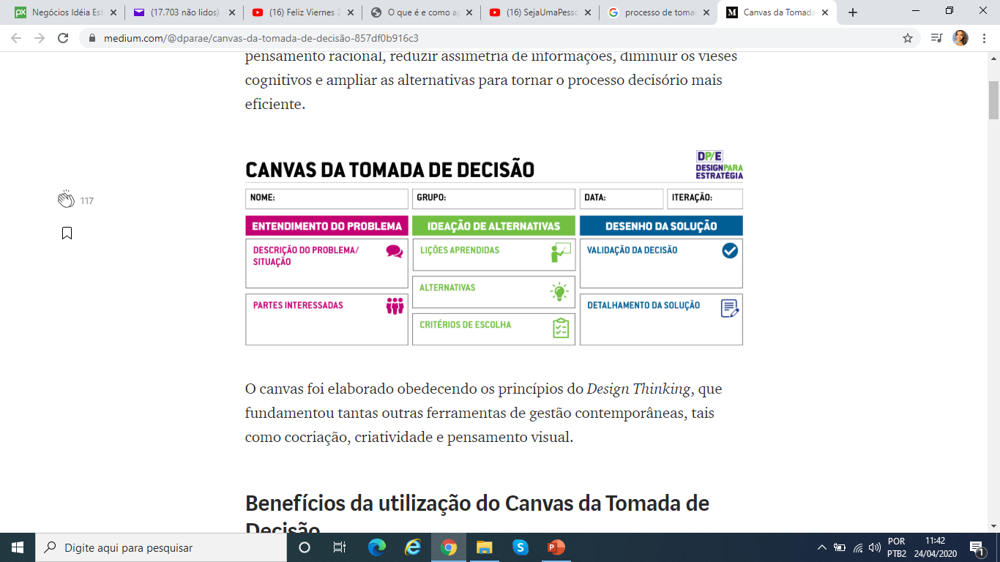 Negócios Idéia Est
(17.703 não lidos)
(16) Feliz Viernes 2
O que é e como a
(16) SejaUmaPesso
processo de tomad
Canvas da Tomada
medium.com/@dparae/canvas-da-tomada-de-decisão-857df0b916c3
pensamento racional, reduzir assimetria de informações, diminuir os vieses
cognitivos e ampliar as alternativas para tornar o processo decisório mais
eficiente.
CANVAS DA TOMADA DE DECISÃO
DP/E
DESIGNPARA
ESTRATÉGIA
NOME:
GRUPO:
DATA:
ITERAÇÃO:
ENTENDIMENTO DO PROBLEMA
IDEAÇÃO DE ALTERNATIVAS
DESENHO DA SOLUÇÃO
DESCRIÇÃO DO PROBLEMA/
SITUAÇÃO
PARTES INTERESSADAS
LIÇÕES APRENDIDAS
ALTERNATIVAS
CRITÉRIOS DE ESCOLHA
VALIDAÇÃO DA DECISÃO
DETALHAMENTO DA SOLUÇÃO
117
O canvas foi elaborado obedecendo os princípios do Design Thinking, que
fundamentou tantas outras ferramentas de gestão contemporâneas, tais
como cocriação, criatividade e pensamento visual.
Benefícios da utilização do Canvas da Tomada de
Decisão
Digite aqui para pesquisar
POR
PTB2
11:42
24/04/2020
1